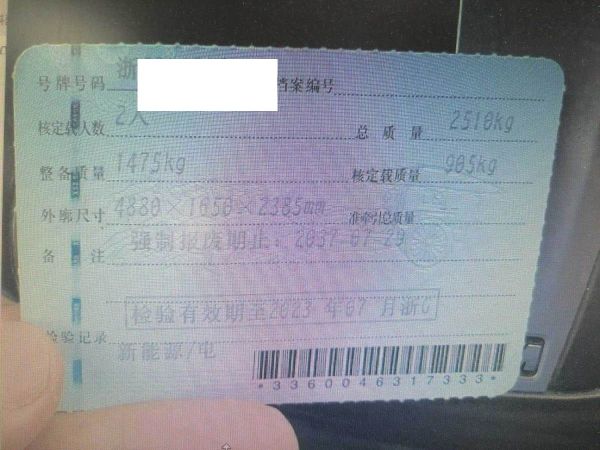 号牌号码 浙 档案编号
核定载人数 2人 总质量 2510kg
整备质量 1475kg 核定载质量 905kg
外廓尺寸 4880×1650×2385mm 准牵引总质量
备注 强制报废期止：2037-07-29
检验有效期至2023年07月浙G
检验记录
新能源/电
*3360046317333*